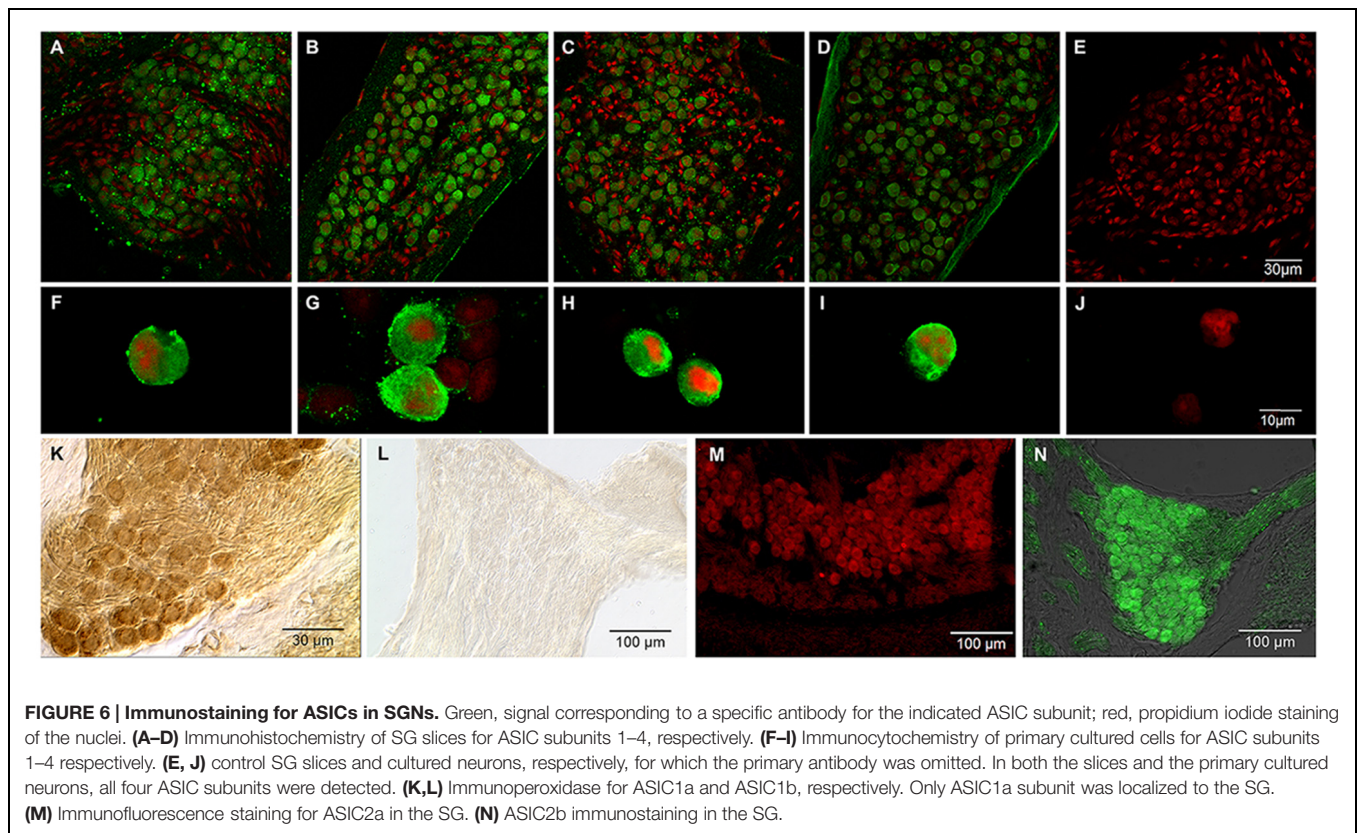 A
B
C
D
E
30µm
F
G
H
I
J
10µm
K
L
M
N
30 µm
100 µm
100 µm
100 µm
FIGURE 6 | Immunostaining for ASICs in SGNs. Green, signal corresponding to a specific antibody for the indicated ASIC subunit; red, propidium iodide staining
of the nuclei. (A–D) Immunohistochemistry of SG slices for ASIC subunits 1–4, respectively. (F–I) Immunocytochemistry of primary cultured cells for ASIC subunits
1–4 respectively. (E, J) control SG slices and cultured neurons, respectively, for which the primary antibody was omitted. In both the slices and the primary cultured
neurons, all four ASIC subunits were detected. (K,L) Immunoperoxidase for ASIC1a and ASIC1b, respectively. Only ASIC1a subunit was localized to the SG.
(M) Immunofluorescence staining for ASIC2a in the SG. (N) ASIC2b immunostaining in the SG.